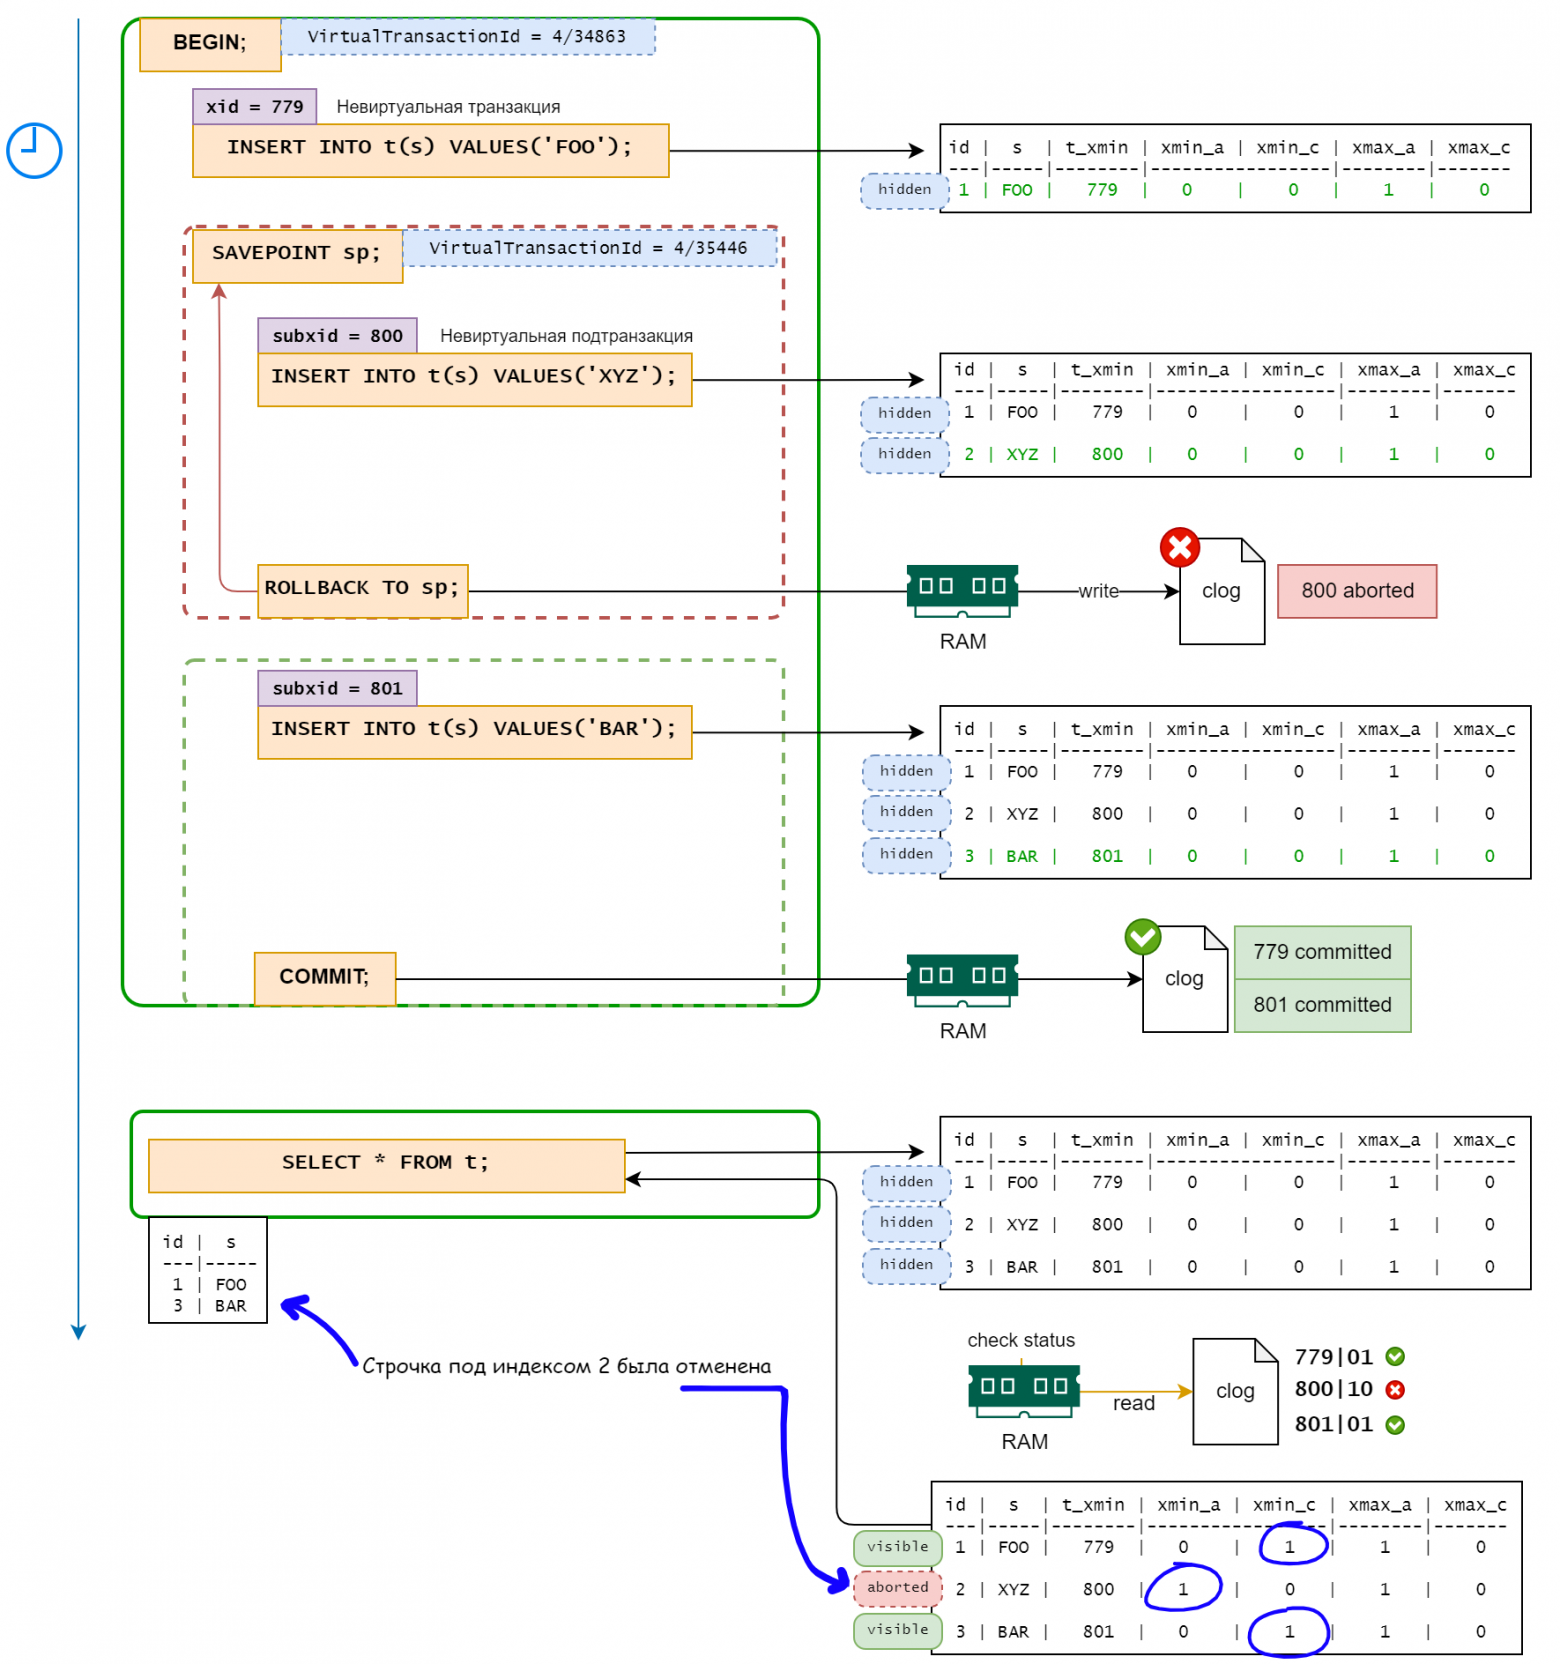 BEGIN;
VirtualTransactionId = 4/34863
xid = 779
Невиртуальная транзакция
INSERT INTO t(s) VALUES('FOO');
id | s | t_xmin | xmin_a | xmin_c | xmax_a | xmax_c
---|-----|--------|--------|--------|--------|-------
hidden
1 | FOO | 779 | 0 | 0 | 1 | 0
SAVEPOINT sp;
VirtualTransactionId = 4/35446
subxid = 800
Невиртуальная подтранзакция
INSERT INTO t(s) VALUES('XYZ');
id | s | t_xmin | xmin_a | xmin_c | xmax_a | xmax_c
---|-----|--------|--------|--------|--------|-------
hidden
1 | FOO | 779 | 0 | 0 | 1 | 0
hidden
2 | XYZ | 800 | 0 | 0 | 1 | 0
ROLLBACK TO sp;
RAM
write
clog
800 aborted
subxid = 801
INSERT INTO t(s) VALUES('BAR');
id | s | t_xmin | xmin_a | xmin_c | xmax_a | xmax_c
---|-----|--------|--------|--------|--------|-------
hidden
1 | FOO | 779 | 0 | 0 | 1 | 0
hidden
2 | XYZ | 800 | 0 | 0 | 1 | 0
hidden
3 | BAR | 801 | 0 | 0 | 1 | 0
COMMIT;
RAM
clog
779 committed
801 committed
SELECT * FROM t;
id | s | t_xmin | xmin_a | xmin_c | xmax_a | xmax_c
---|-----|--------|--------|--------|--------|-------
hidden
1 | FOO | 779 | 0 | 0 | 1 | 0
hidden
2 | XYZ | 800 | 0 | 0 | 1 | 0
hidden
3 | BAR | 801 | 0 | 0 | 1 | 0
id | s
---|-----
1 | FOO
3 | BAR
Строчка под индексом 2 была отменена
check status
RAM
read
clog
779|01
800|10
801|01
id | s | t_xmin | xmin_a | xmin_c | xmax_a | xmax_c
---|-----|--------|--------|--------|--------|-------
visible
1 | FOO | 779 | 0 | 1 | 1 | 0
aborted
2 | XYZ | 800 | 1 | 0 | 1 | 0
visible
3 | BAR | 801 | 0 | 1 | 1 | 0